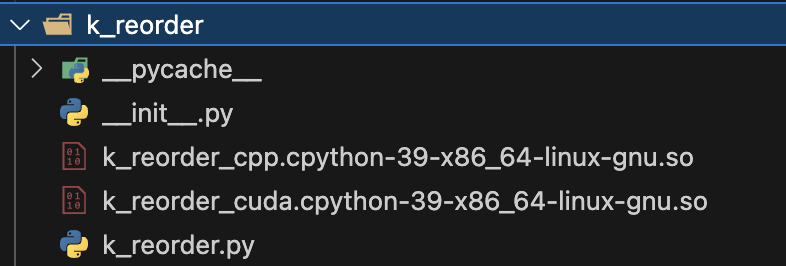 k_reorder
__pycache__
__init__.py
k_reorder_cpp.cpython-39-x86_64-linux-gnu.so
k_reorder_cuda.cpython-39-x86_64-linux-gnu.so
k_reorder.py